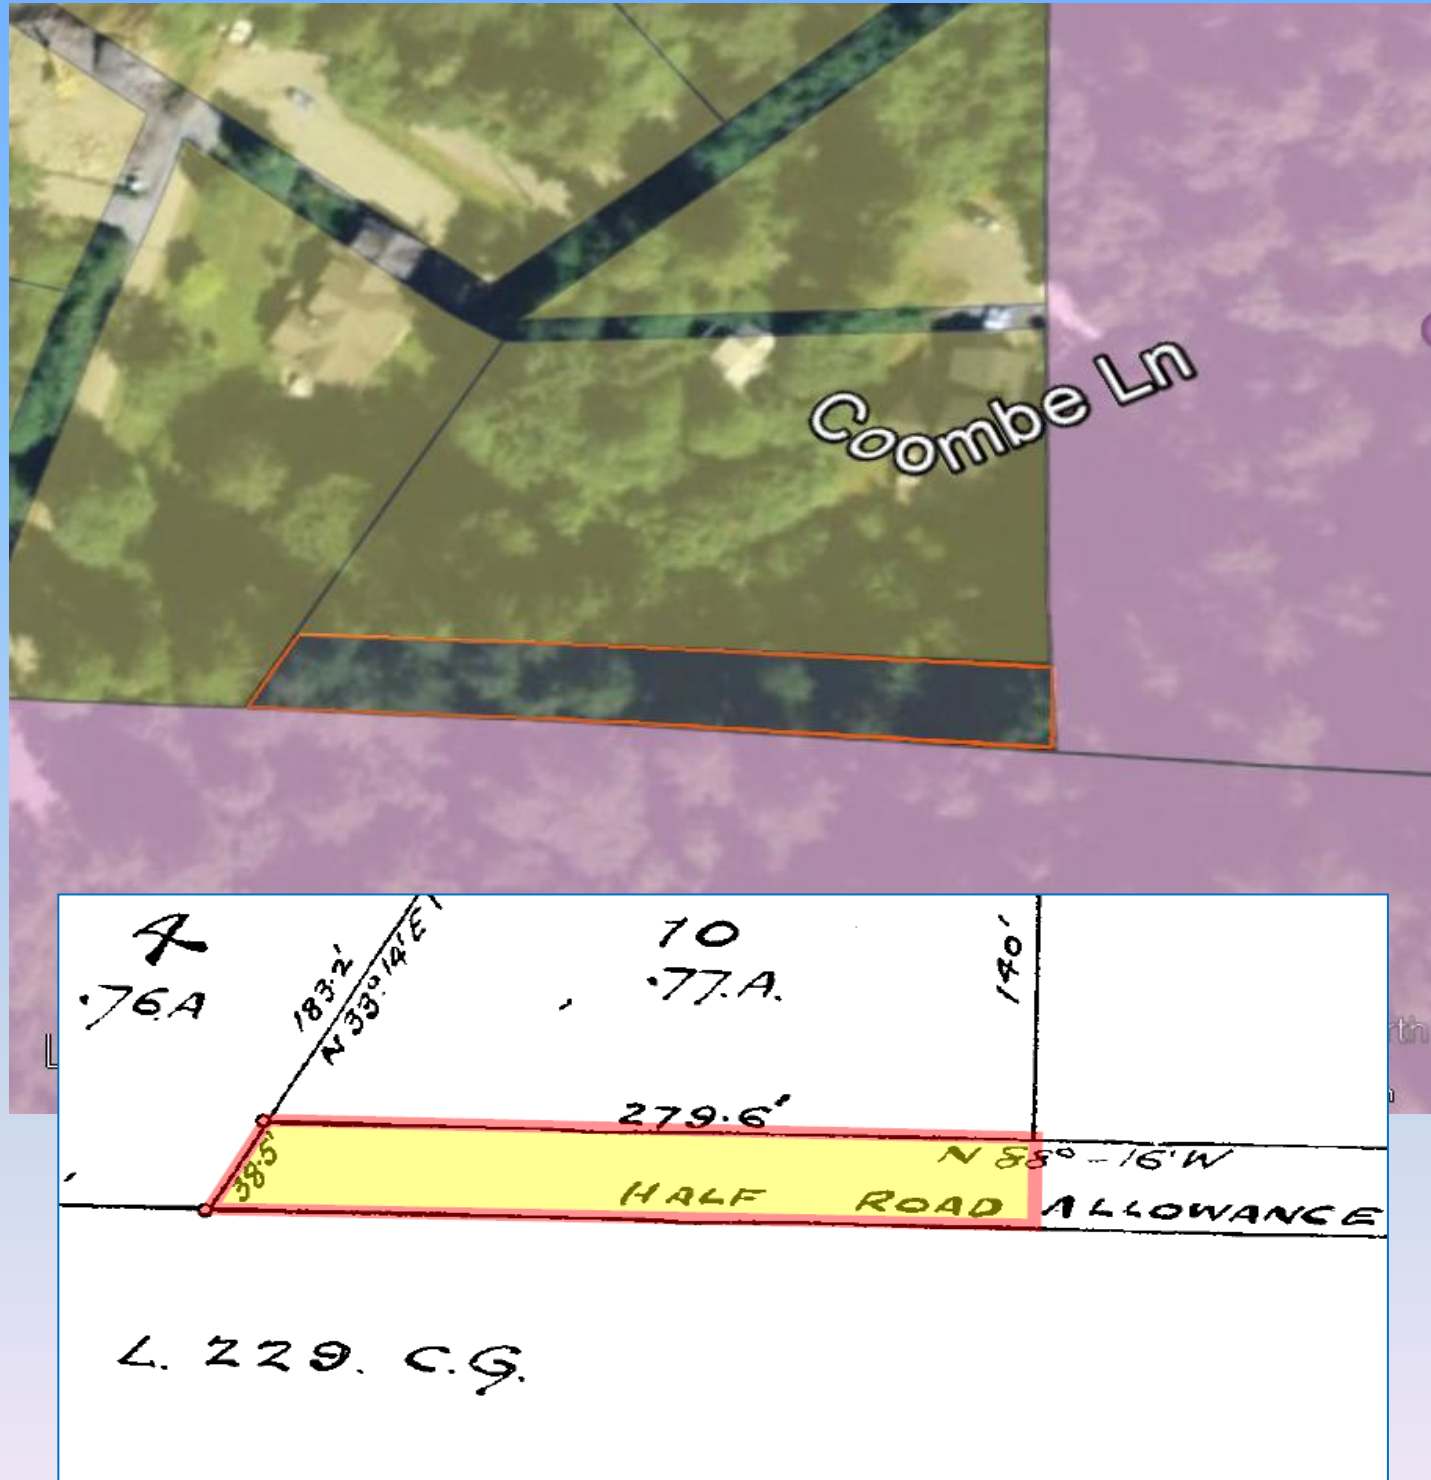 Coombe Ln
4
.76.A
183.2'
N 33° 14' E
10
.77.A.
140'
279.6'
N 88° - 16' W
38.5'
HALF ROAD ALLOWANCE
L. 229. C.G.